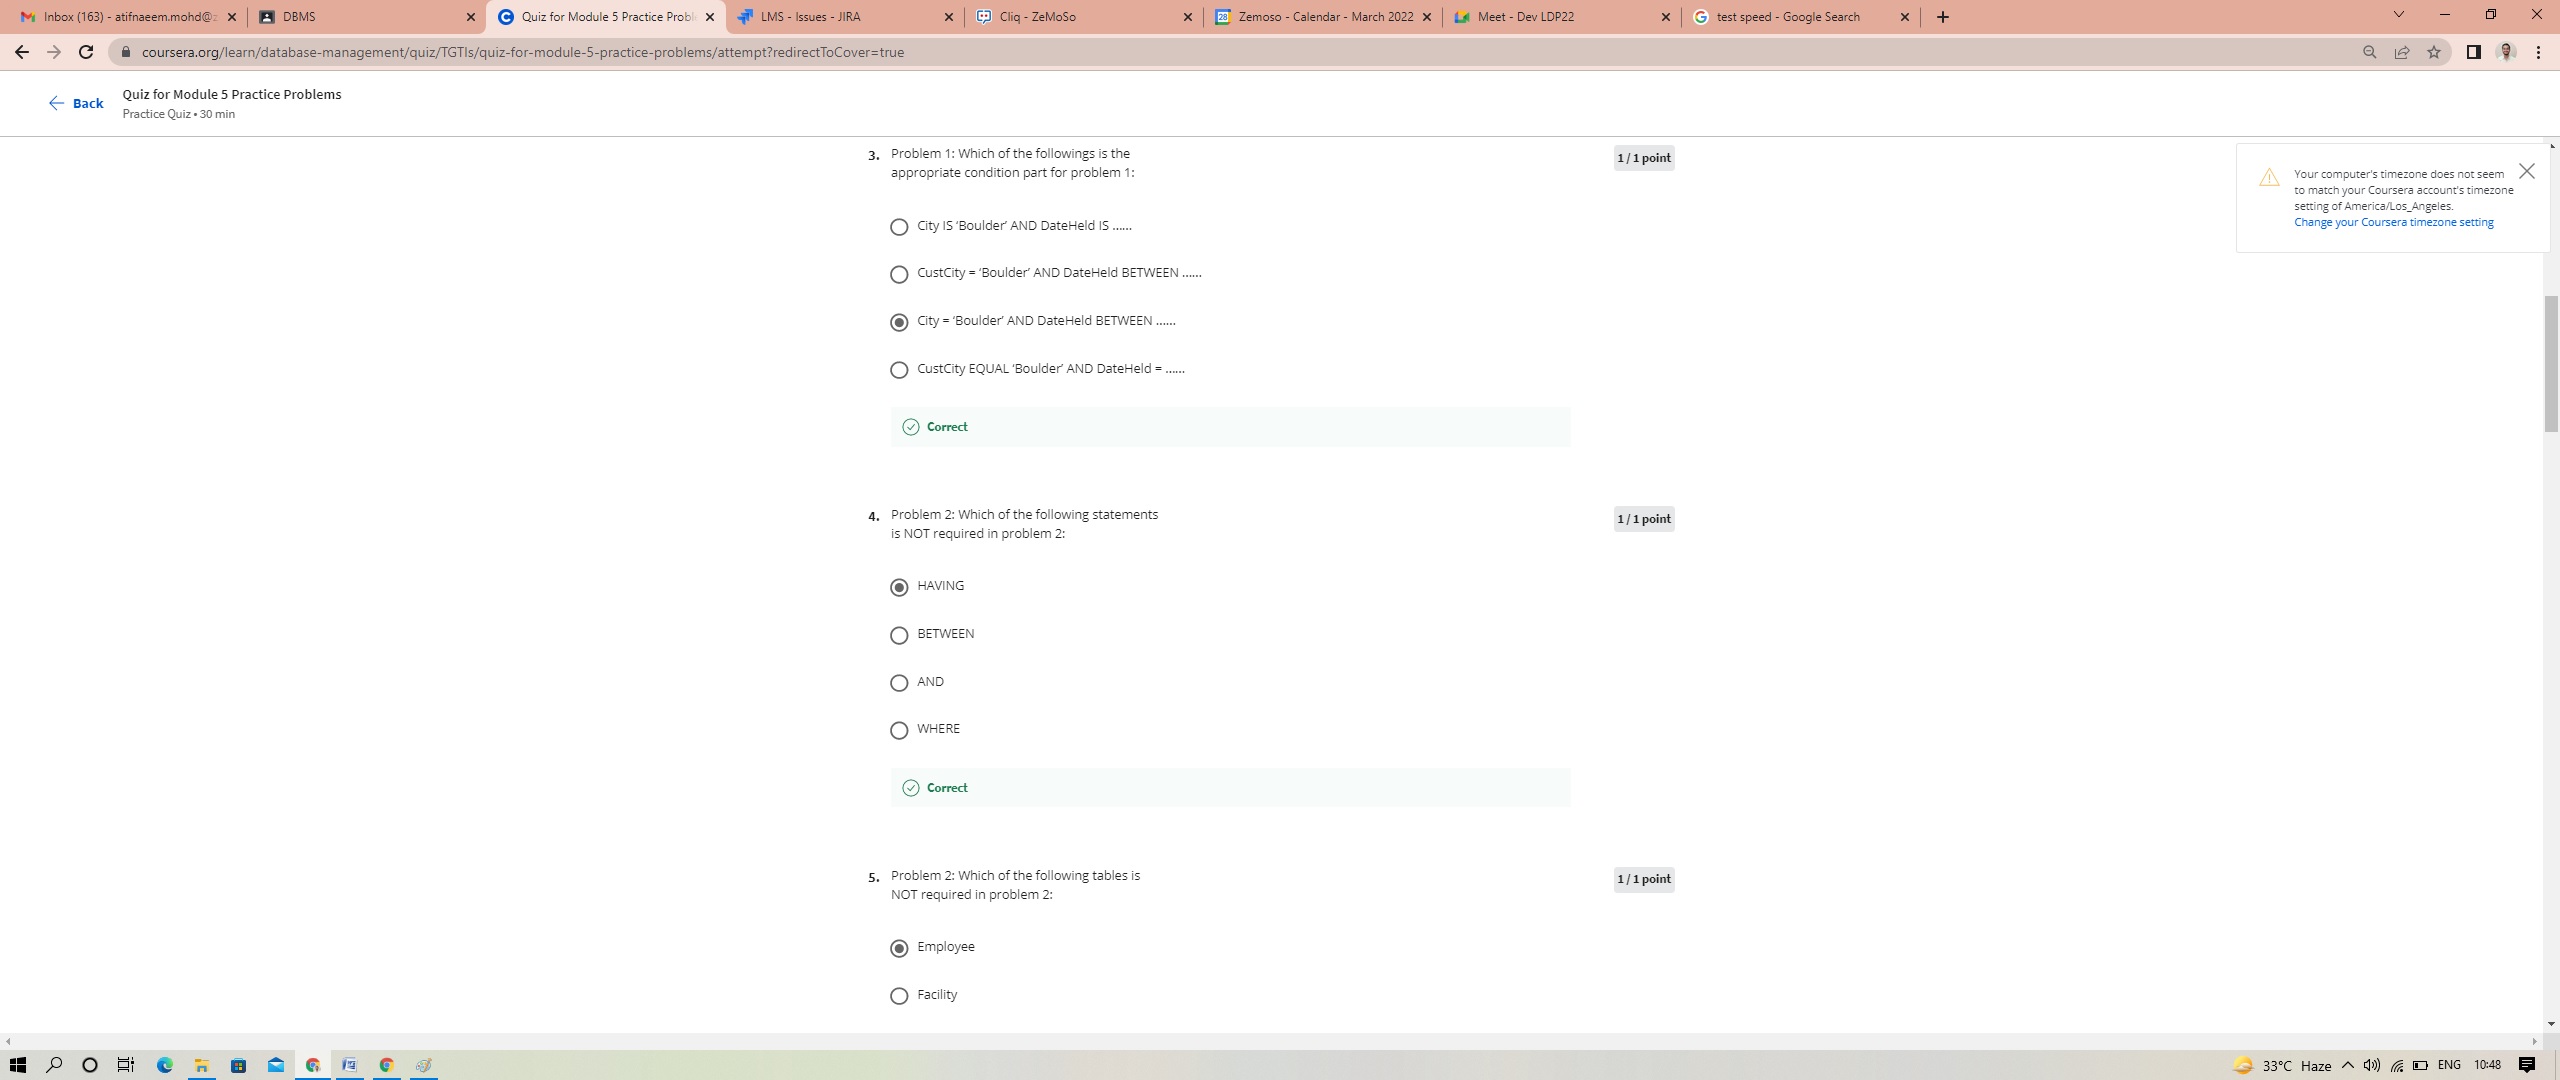 Inbox (163) - atifnaeem.mohd@z
DBMS
Quiz for Module 5 Practice Proble
LMS - Issues - JIRA
Cliq - ZeMoSo
28
Zemoso - Calendar - March 2022
Meet - Dev LDP22
test speed - Google Search
coursera.org/learn/database-management/quiz/TGTIs/quiz-for-module-5-practice-problems/attempt?redirectToCover=true
Back
Quiz for Module 5 Practice Problems
Practice Quiz • 30 min
Your computer's timezone does not seem
to match your Coursera account's timezone
setting of America/Los_Angeles.
Change your Coursera timezone setting
3. Problem 1: Which of the followings is the
appropriate condition part for problem 1:
1 / 1 point
City IS ‘Boulder’ AND DateHeld IS ……
CustCity = ‘Boulder’ AND DateHeld BETWEEN ……
City = ‘Boulder’ AND DateHeld BETWEEN ……
CustCity EQUAL ‘Boulder’ AND DateHeld = ……
Correct
4. Problem 2: Which of the following statements
is NOT required in problem 2:
1 / 1 point
HAVING
BETWEEN
AND
WHERE
Correct
5. Problem 2: Which of the following tables is
NOT required in problem 2:
1 / 1 point
Employee
Facility
33°C Haze
ENG
10:48